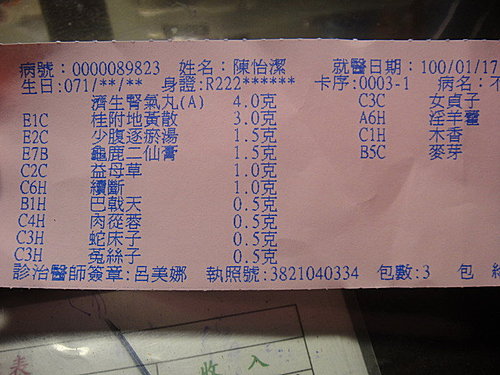 病號：0000089823 姓名：陳怡潔 就醫日期：100/01/17
生日:071/**/** 身證:R222****** 卡序:0003-1 病名：不
濟生腎氣丸(A) 4.0克 C3C 女貞子
E1C 桂附地黃散 3.0克 A6H 淫羊藿
E2C 少腹逐瘀湯 1.5克 C1H 木香
E7B 龜鹿二仙膏 1.5克 B5C 麥芽
C2C 益母草 1.0克
C6H 續斷 1.0克
B1H 巴戟天 0.5克
C4H 肉蓯蓉 0.5克
C3H 蛇床子 0.5克
C3H 菟絲子 0.5克
診治醫師簽章:呂美娜 執照號:3821040334 包數:3 包
表 收入